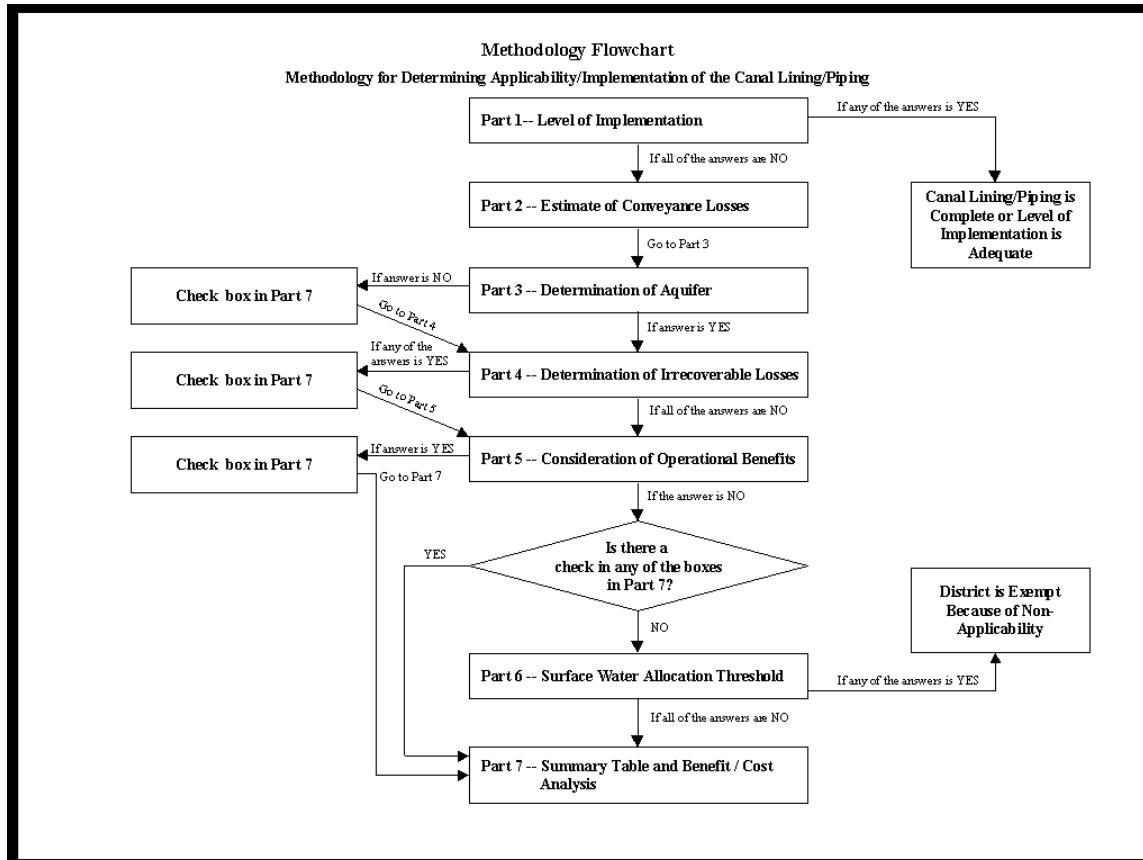 Methodology Flowchart
Methodology for Determining Applicability/Implementation of the Canal Lining/Piping
Part 1-- Level of Implementation
If any of the answers is YES
If all of the answers are NO
Part 2 -- Estimate of Conveyance Losses
Canal Lining/Piping is
Complete or Level of
Implementation is
Adequate
Go to Part 3
Check box in Part 7
If answer is NO
Part 3 -- Determination of Aquifer
Go to Part 4
If answer is YES
Check box in Part 7
If any of the
answers is YES
Part 4 -- Determination of Irrecoverable Losses
Go to Part 5
If all of the answers are NO
Check box in Part 7
If answer is YES
Part 5 -- Consideration of Operational Benefits
Go to Part 7
If the answer is NO
YES
Is there a
check in any of the boxes
in Part 7?
NO
District is Exempt
Because of Non-
Applicability
Part 6 -- Surface Water Allocation Threshold
If any of the answers is YES
If all of the answers are NO
Part 7 -- Summary Table and Benefit / Cost
Analysis